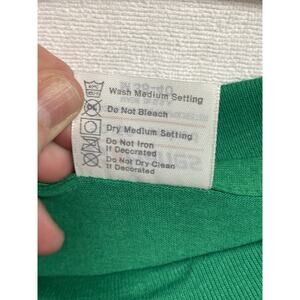 Wash Medium Setting
Do Not Bleach
Dry Medium Setting
Do Not Iron
If Decorated
Do Not Dry Clean
If Decorated